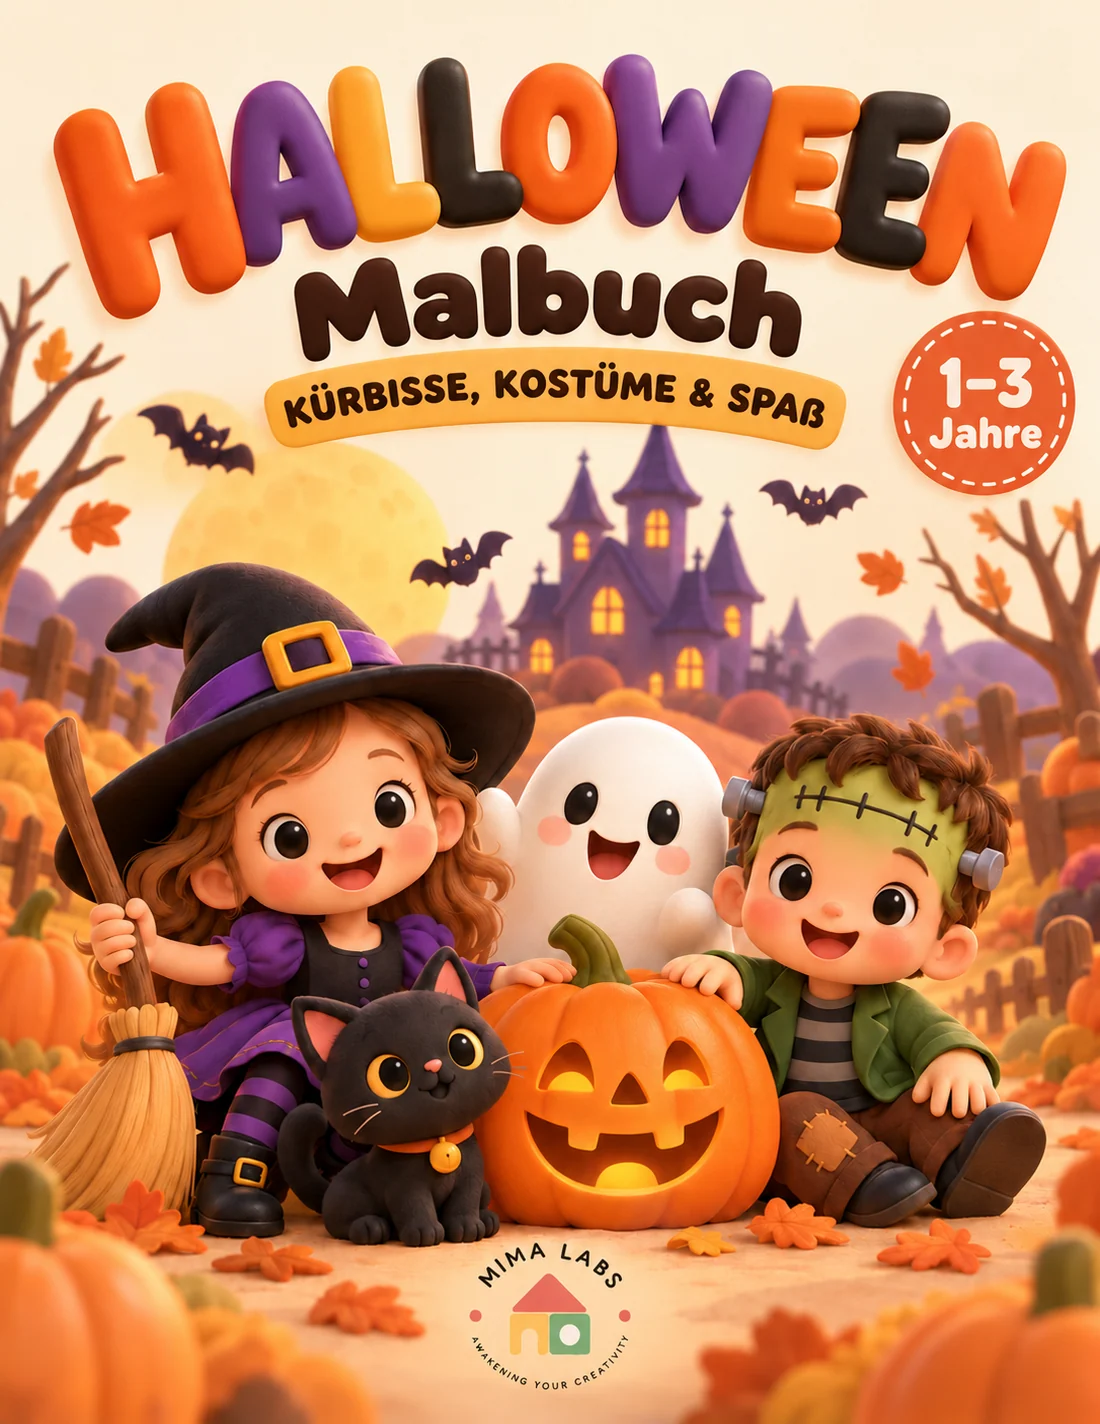 HALLOWEEN
Malbuch
KÜRBISSE, KOSTÜME & SPAß
1–3
Jahre
MIMA LABS
AWAKENING YOUR CREATIVITY